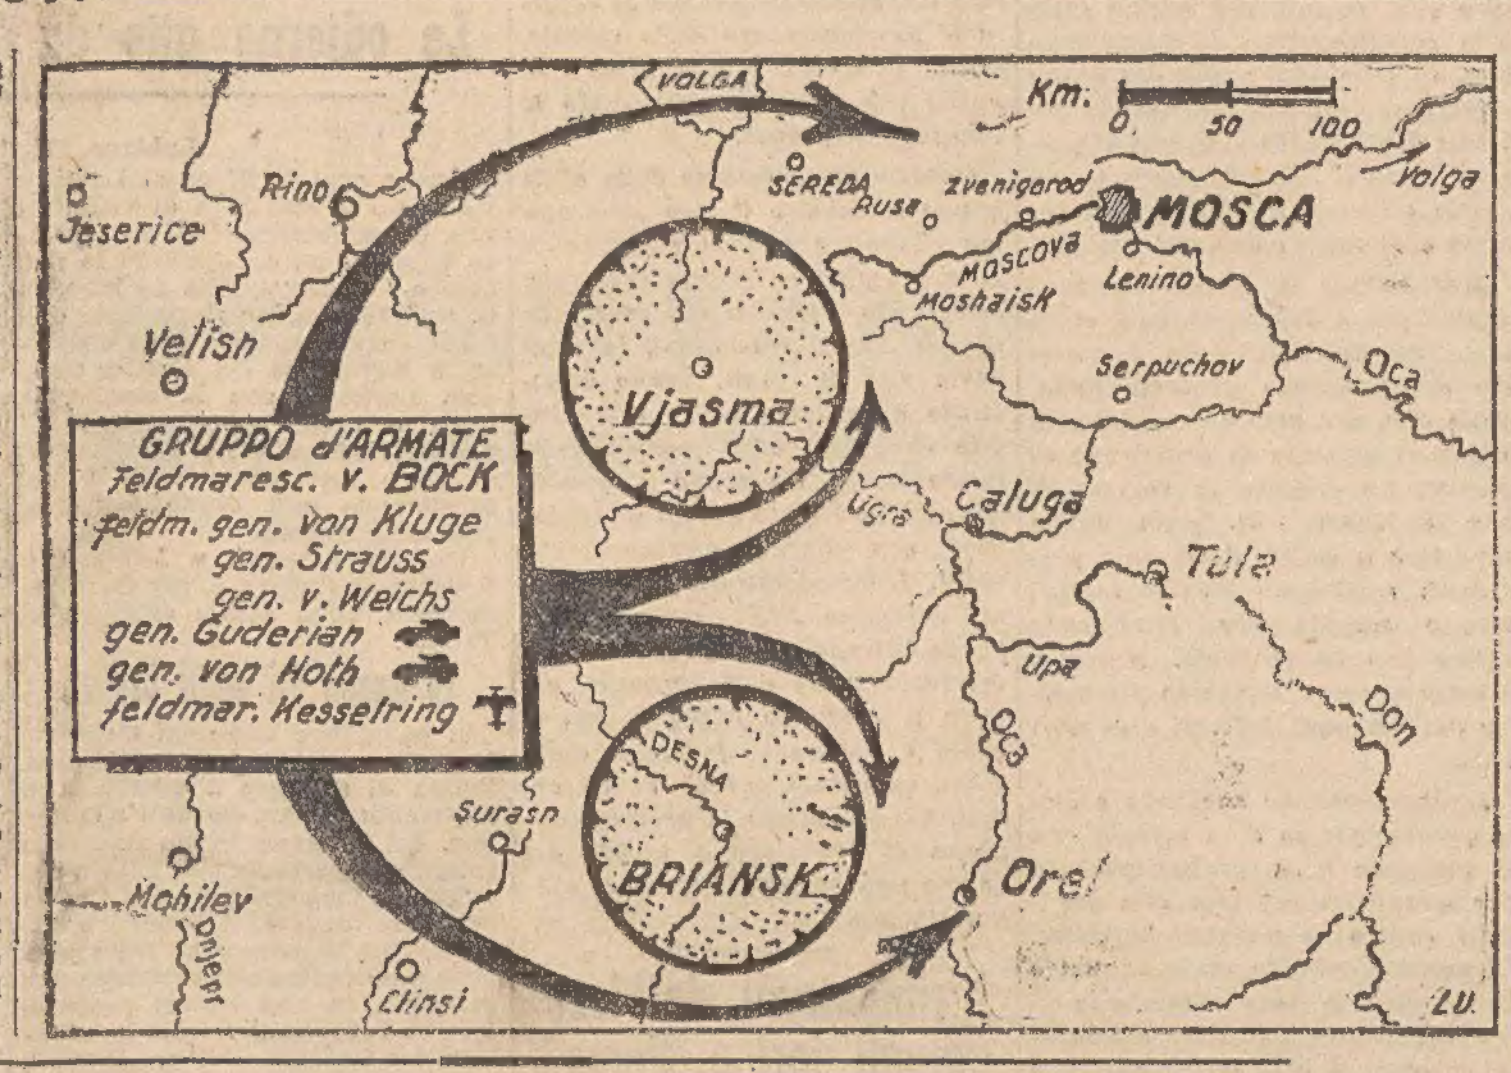 VOLGA
Km: 0. 50 100
SEREDA
Rusa
Zvenigorod
MOSCA
Volga
Rino
Jeserice
MOSCOVA
Lenino
Moshaisk
Velish
Serpuchov
Oca
Vjasma
GRUPPO d'ARMATE
feldmaresc. v. BOCK
feldm. gen. von Kluge
gen. Strauss
gen. v. Weichs
gen. Guderian
gen. von Hoth
feldmar. Kesselring
Ugra
Caluga
Tula
Upa
Oca
Don
DESNA
BRIANSK
Surasn
Orel
Mohilev
Dnjepr
Clinsi
LU.